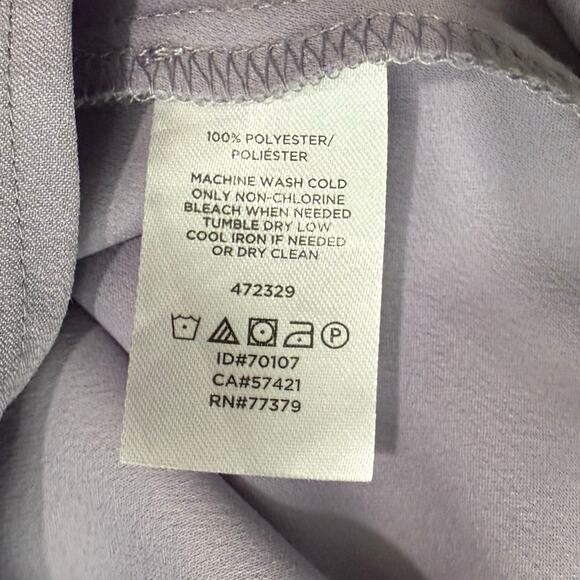 100% POLYESTER/
POLIÉSTER
MACHINE WASH COLD
ONLY NON-CHLORINE
BLEACH WHEN NEEDED
TUMBLE DRY LOW
COOL IRON IF NEEDED
OR DRY CLEAN
472329
P
ID#70107
CA#57421
RN#77379